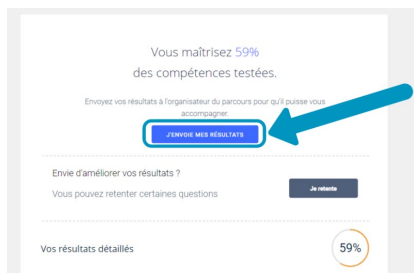 Vous maîtrisez 59%
des compétences testées.
Envoyez vos résultats à l'organisateur du parcours pour qu'il puisse vous
accompagner.
J'ENVOIE MES RÉSULTATS
Envie d'améliorer vos résultats ?
Vous pouvez retenter certaines questions
Je retente
Vos résultats détaillés
59%